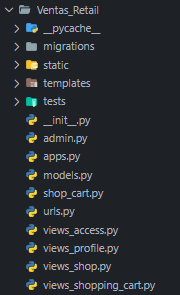 Ventas_Retail
__pycache__
migrations
static
templates
tests
__init__.py
admin.py
apps.py
models.py
shop_cart.py
urls.py
views_access.py
views_profile.py
views_shop.py
views_shopping_cart.py